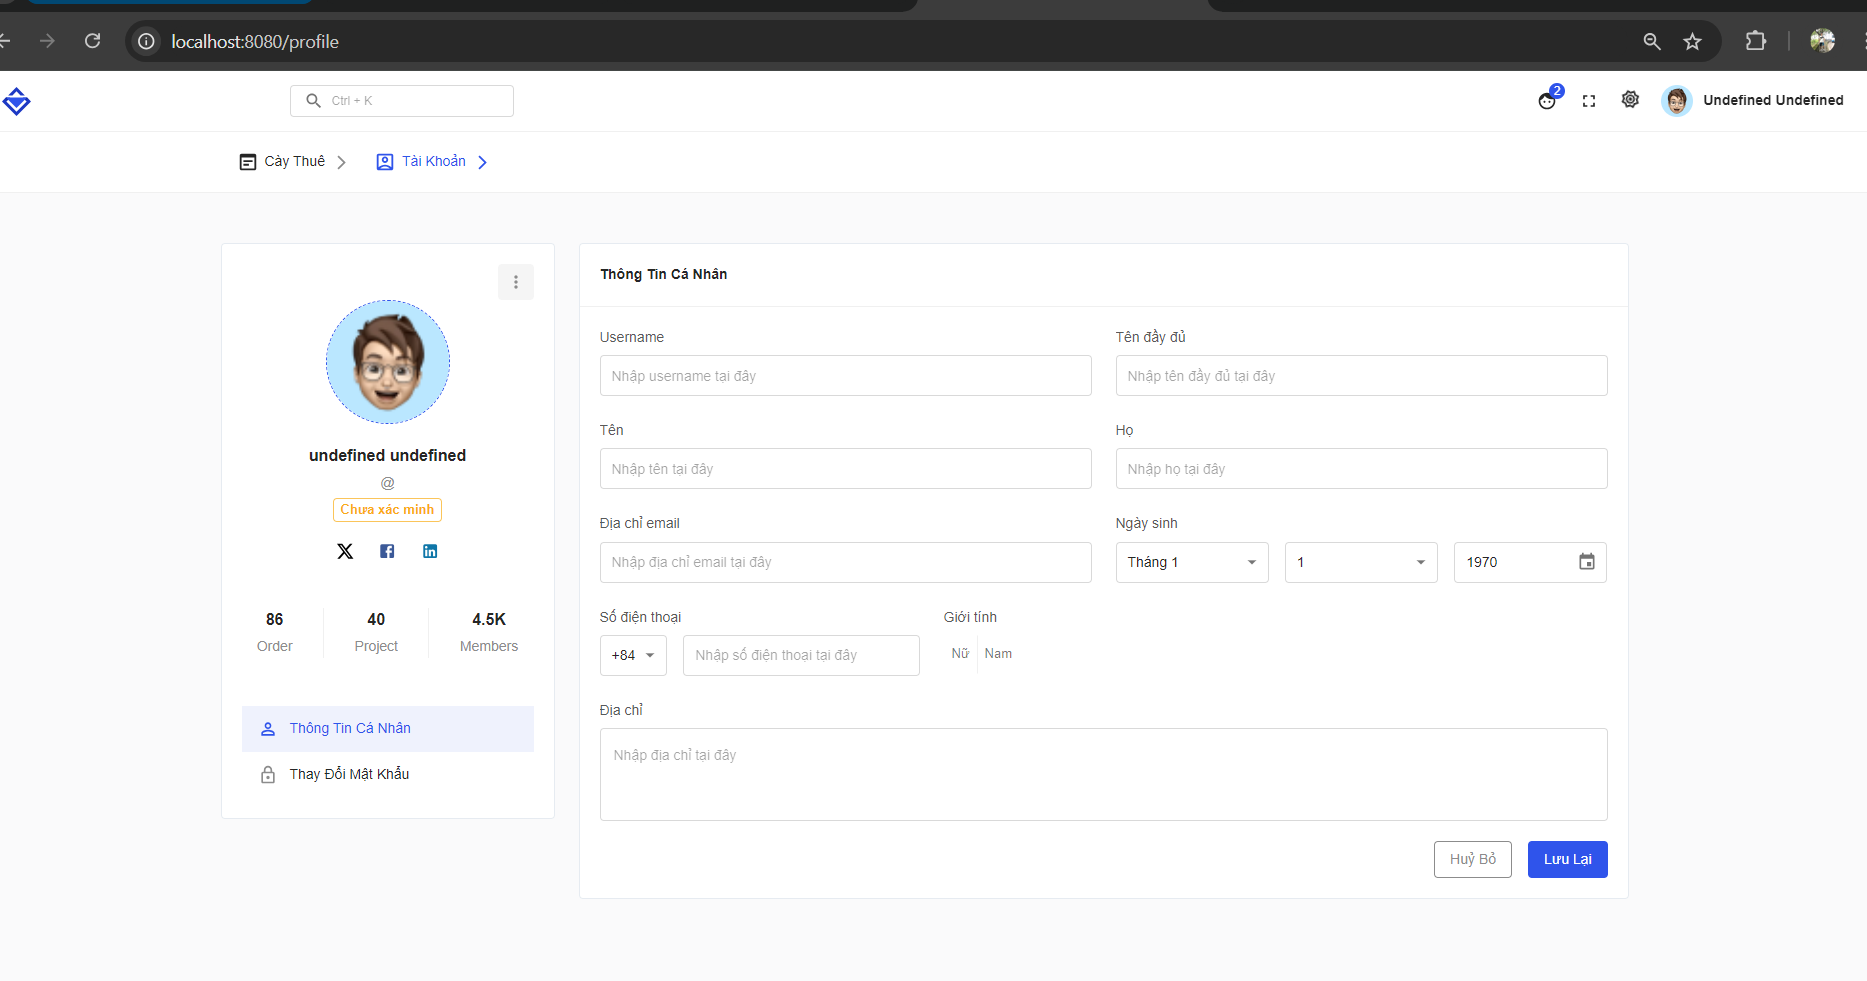 localhost:8080/profile
Ctrl + K
2
Undefined Undefined
Cày Thuê
Tài Khoản
undefined undefined
@
Chưa xác minh
86
Order
40
Project
4.5K
Members
Thông Tin Cá Nhân
Thay Đổi Mật Khẩu
Thông Tin Cá Nhân
Username
Nhập username tại đây
Tên đầy đủ
Nhập tên đầy đủ tại đây
Tên
Nhập tên tại đây
Họ
Nhập họ tại đây
Địa chỉ email
Nhập địa chỉ email tại đây
Ngày sinh
Tháng 1
1
1970
Số điện thoại
+84
Nhập số điện thoại tại đây
Giới tính
Nữ
Nam
Địa chỉ
Nhập địa chỉ tại đây
Huỷ Bỏ
Lưu Lại